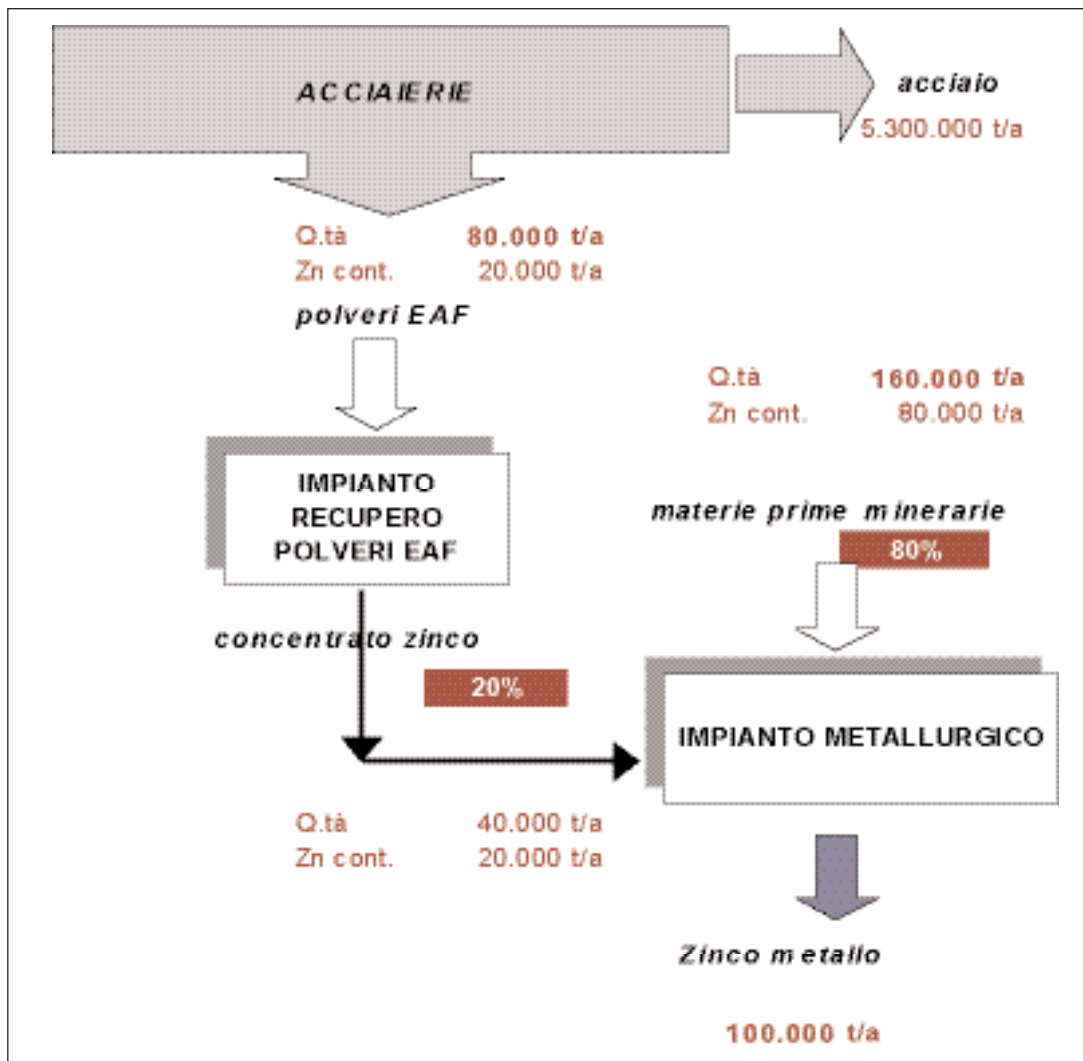 ACCIAIERIE
acciaio
5.300.000 t/a
Q.tà 80.000 t/a
Zn cont. 20.000 t/a
polveri EAF
Q.tà 160.000 t/a
Zn cont. 80.000 t/a
IMPIANTO
RECUPERO
POLVERI EAF
materie prime minerarie
80%
concentrato zinco
20%
IMPIANTO METALLURGICO
Q.tà 40.000 t/a
Zn cont. 20.000 t/a
Zinco metallo
100.000 t/a